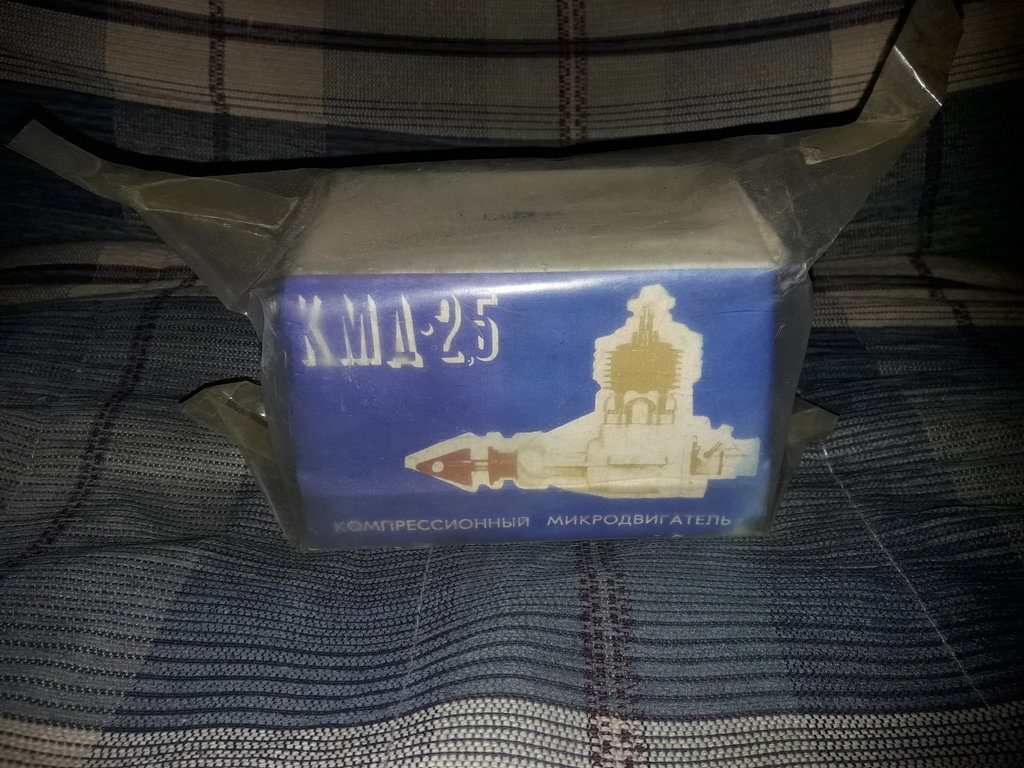 КМД-2,5
КОМПРЕССИОННЫЙ МИКРОДВИГАТЕЛЬ